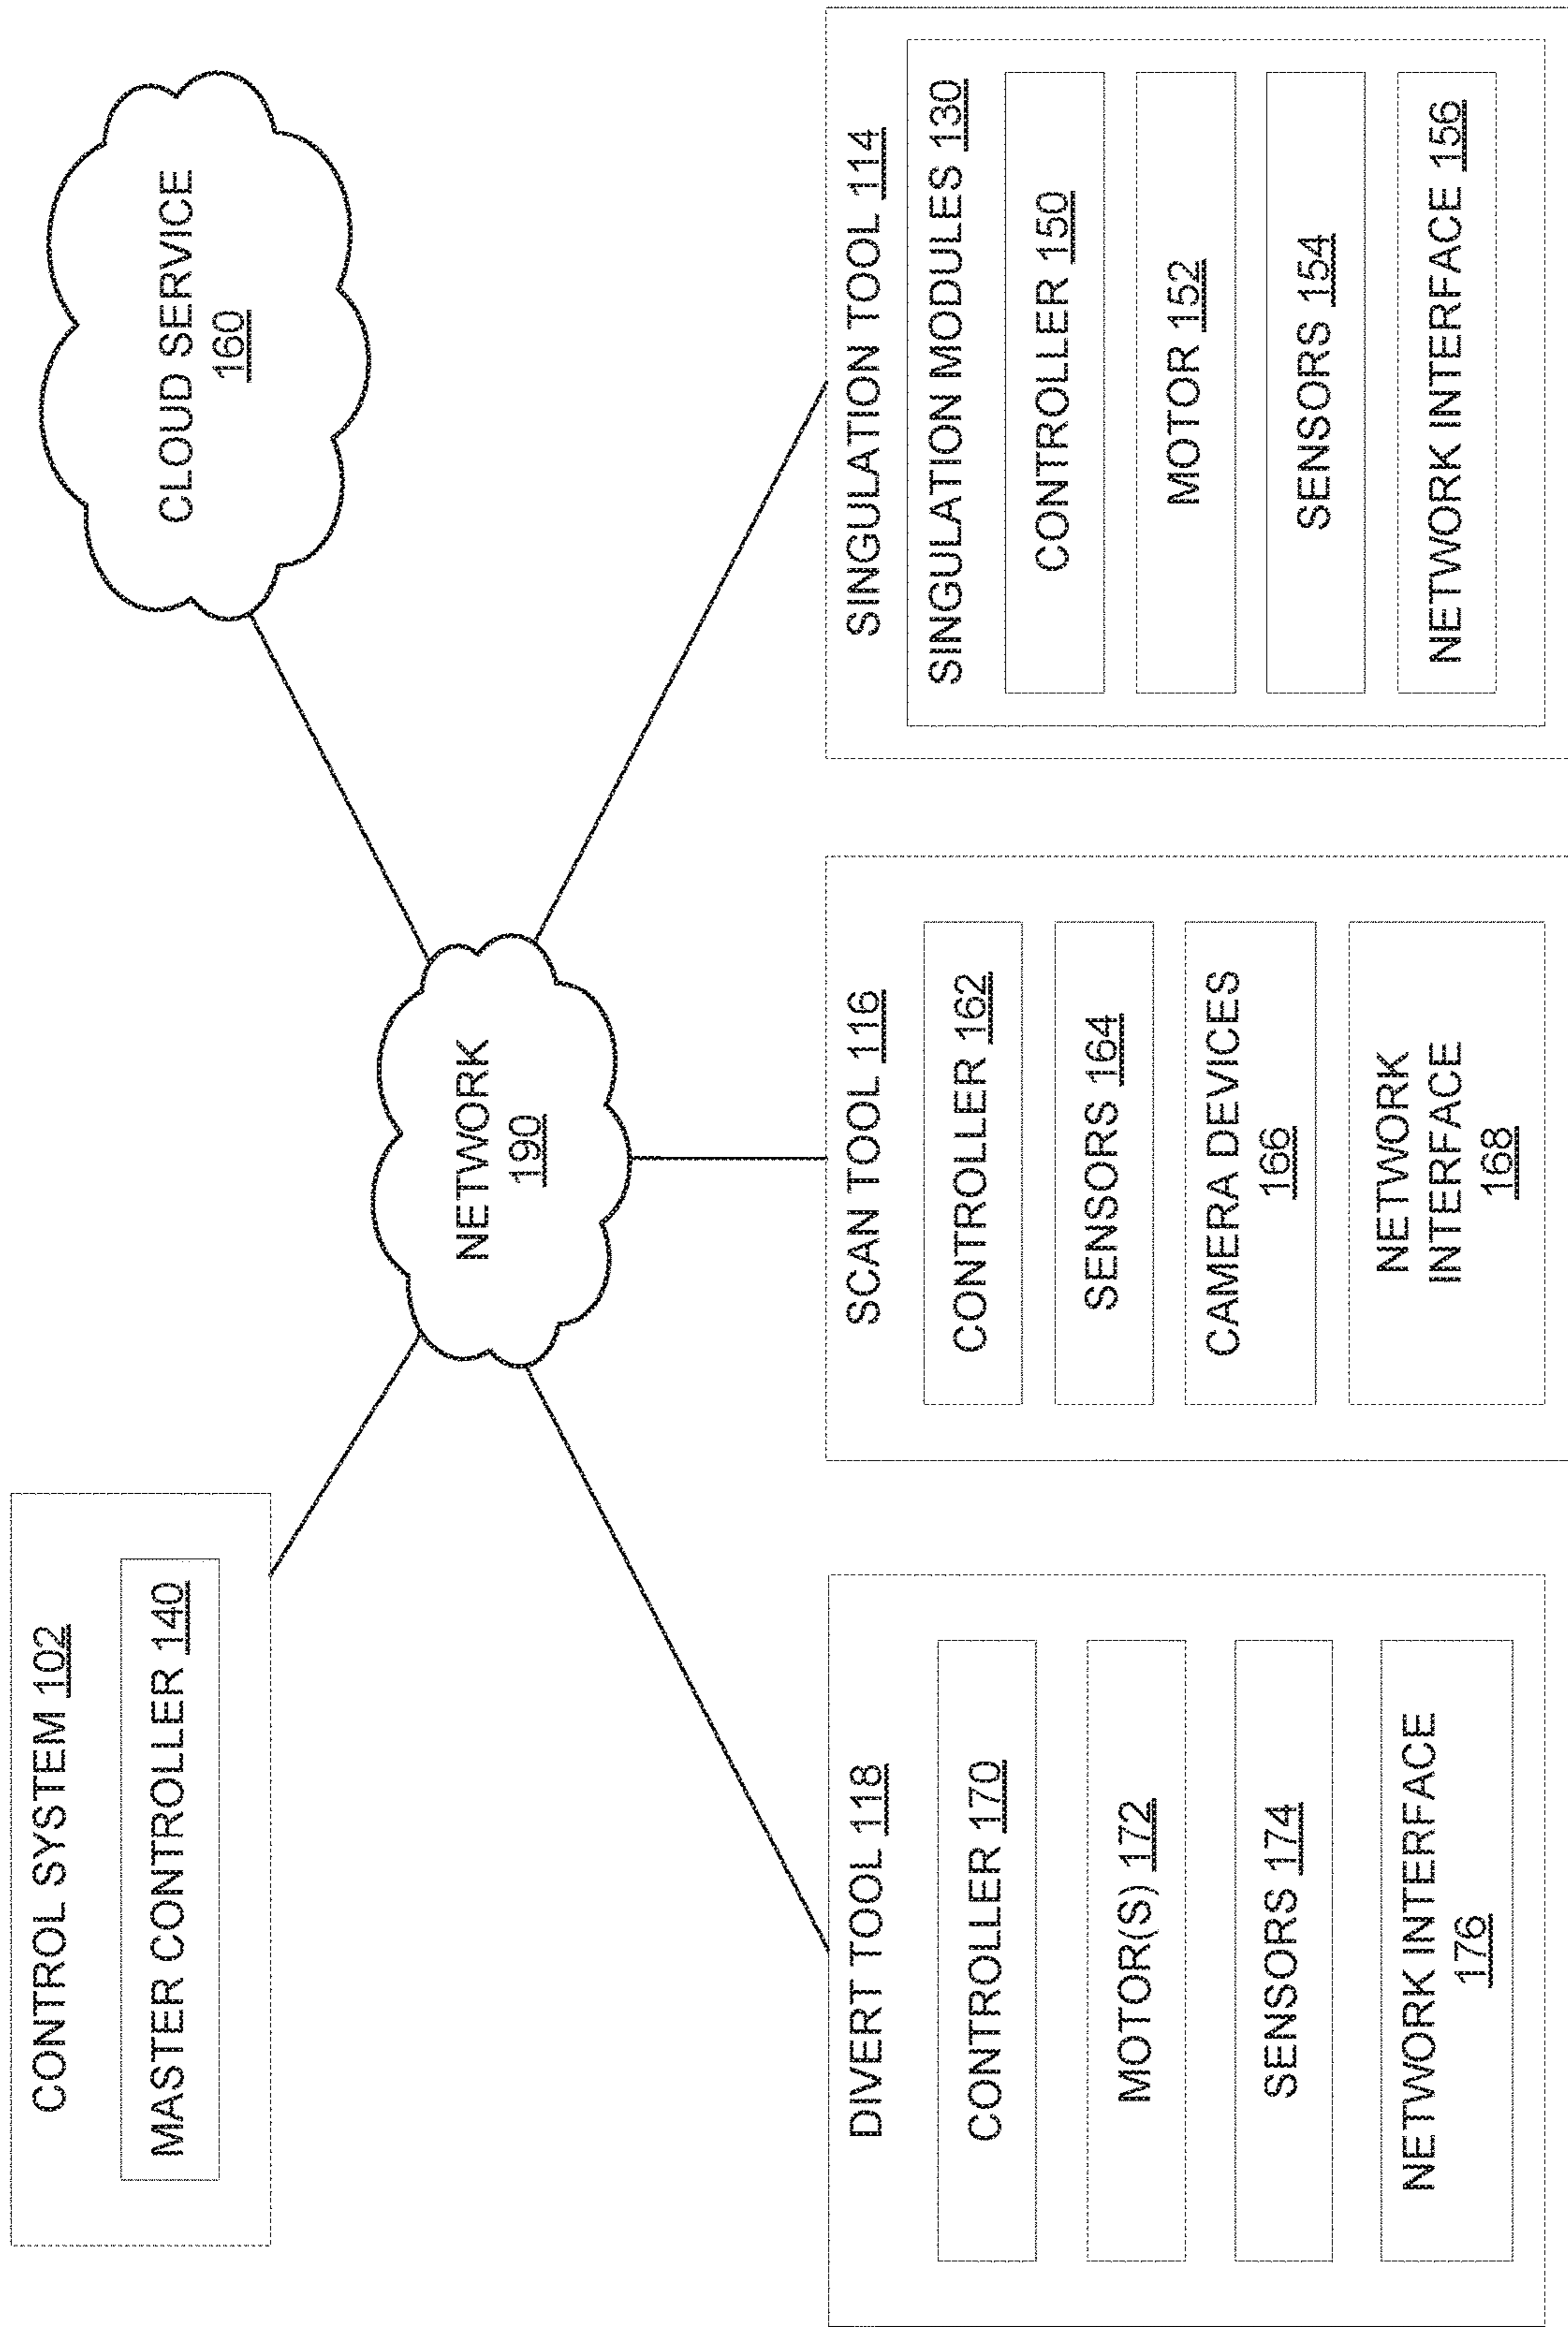 CONTROL SYSTEM 102
MASTER CONTROLLER 140
CLOUD SERVICE
160
NETWORK
190
DIVERT TOOL 118
CONTROLLER 170
MOTOR(S) 172
SENSORS 174
NETWORK INTERFACE
176
SCAN TOOL 116
CONTROLLER 162
SENSORS 164
CAMERA DEVICES
166
NETWORK
INTERFACE
168
SINGULATION TOOL 114
SINGULATION MODULES 130
CONTROLLER 150
MOTOR 152
SENSORS 154
NETWORK INTERFACE 156